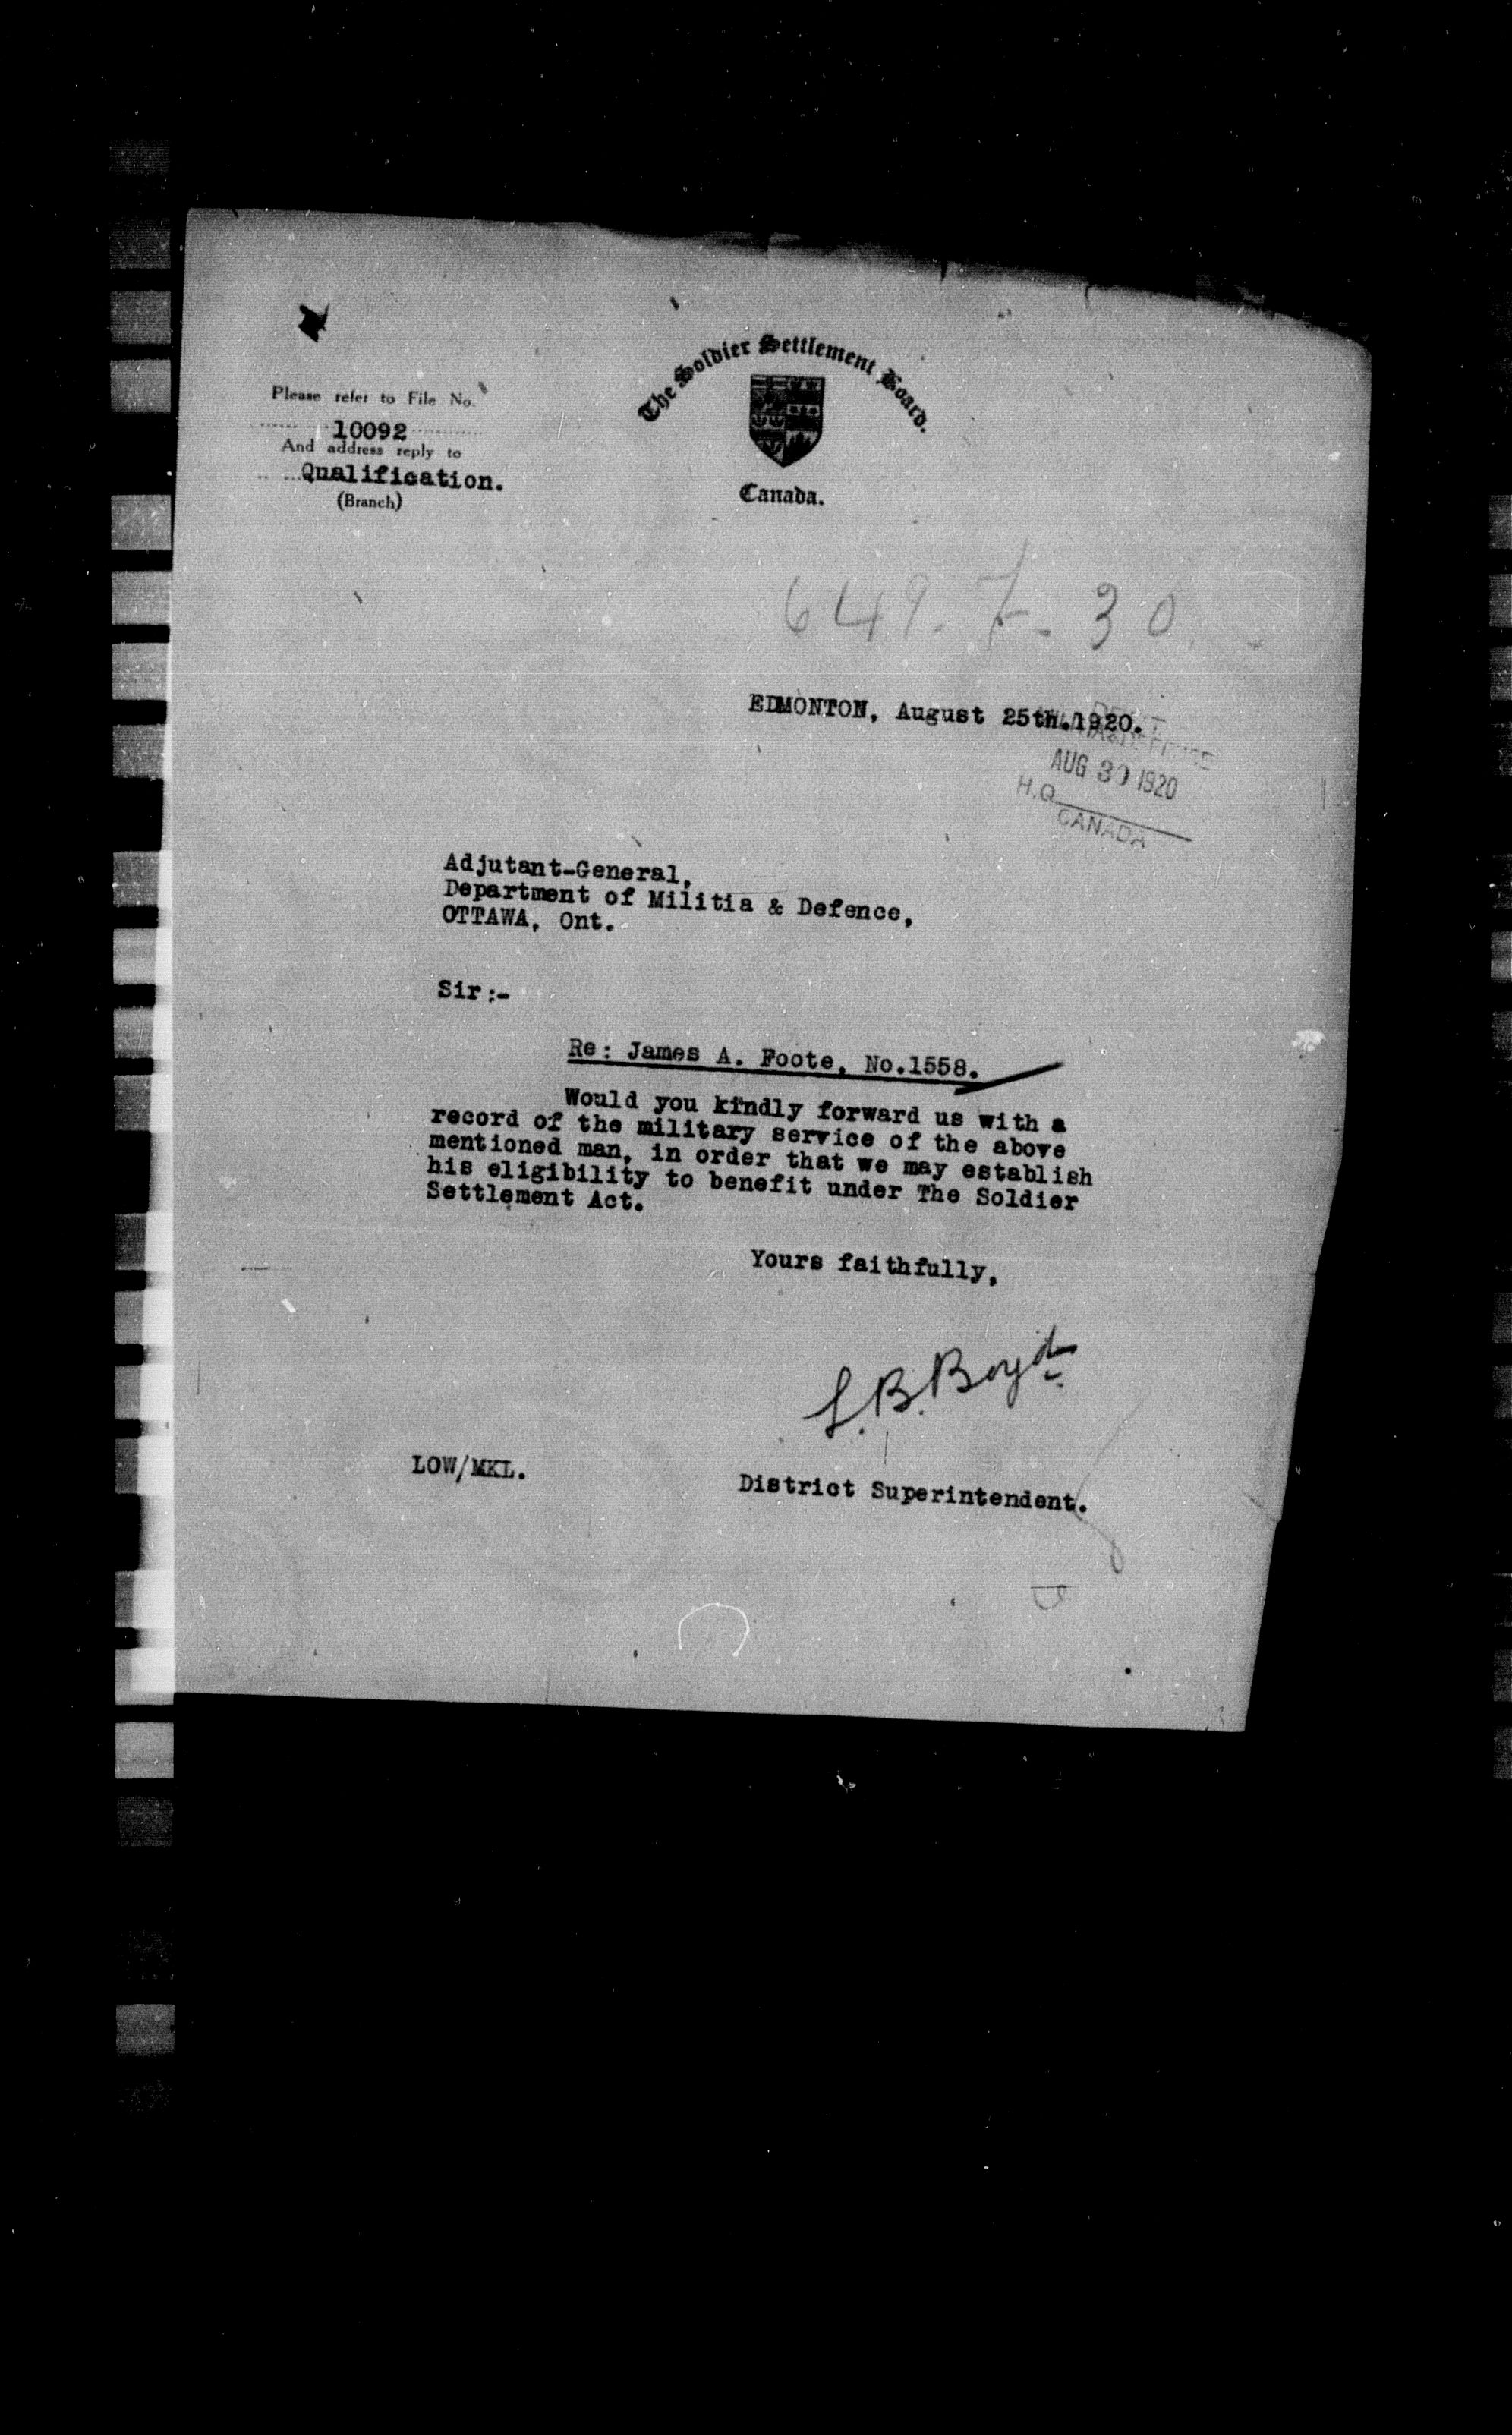 The Soldier Settlement Board.
Canada.
Please refer to File No.
10092
And address reply to
Qualification.
(Branch)
649. F. 30
EDMONTON, August 25th.1920.
AUG 30 1920
H.Q.
CANADA
Adjutant-General,
Department of Militia & Defence,
OTTAWA, Ont.
Sir:-
Re: James A. Foote, No.1558.
Would you kindly forward us with a
record of the military service of the above
mentioned man, in order that we may establish
his eligibility to benefit under The Soldier
Settlement Act.
Yours faithfully,
S.B. Boyd
LOW/MKL.
District Superintendent.